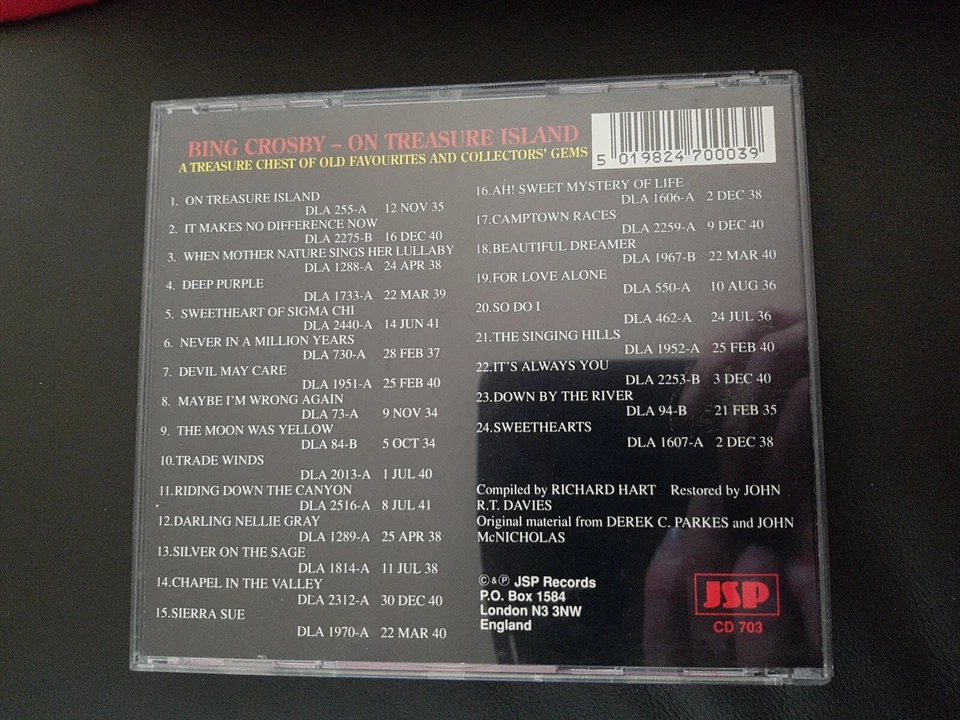 BING CROSBY – ON TREASURE ISLAND
A TREASURE CHEST OF OLD FAVOURITES AND COLLECTORS' GEMS
5 019824 700039
1. ON TREASURE ISLAND
DLA 255-A 12 NOV 35
2. IT MAKES NO DIFFERENCE NOW
DLA 2275-B 16 DEC 40
3. WHEN MOTHER NATURE SINGS HER LULLABY
DLA 1288-A 24 APR 38
4. DEEP PURPLE
DLA 1733-A 22 MAR 39
5. SWEETHEART OF SIGMA CHI
DLA 2440-A 14 JUN 41
6. NEVER IN A MILLION YEARS
DLA 730-A 28 FEB 37
7. DEVIL MAY CARE
DLA 1951-A 25 FEB 40
8. MAYBE I'M WRONG AGAIN
DLA 73-A 9 NOV 34
9. THE MOON WAS YELLOW
DLA 84-B 5 OCT 34
10.TRADE WINDS
DLA 2013-A 1 JUL 40
11.RIDING DOWN THE CANYON
DLA 2516-A 8 JUL 41
12.DARLING NELLIE GRAY
DLA 1289-A 25 APR 38
13.SILVER ON THE SAGE
DLA 1814-A 11 JUL 38
14.CHAPEL IN THE VALLEY
DLA 2312-A 30 DEC 40
15.SIERRA SUE
DLA 1970-A 22 MAR 40
16.AH! SWEET MYSTERY OF LIFE
DLA 1606-A 2 DEC 38
17.CAMPTOWN RACES
DLA 2259-A 9 DEC 40
18.BEAUTIFUL DREAMER
DLA 1967-B 22 MAR 40
19.FOR LOVE ALONE
DLA 550-A 10 AUG 36
20.SO DO I
DLA 462-A 24 JUL 36
21.THE SINGING HILLS
DLA 1952-A 25 FEB 40
22.IT'S ALWAYS YOU
DLA 2253-B 3 DEC 40
23.DOWN BY THE RIVER
DLA 94-B 21 FEB 35
24.SWEETHEARTS
DLA 1607-A 2 DEC 38
Compiled by RICHARD HART Restored by JOHN
R.T. DAVIES
Original material from DEREK C. PARKES and JOHN
McNICHOLAS
© & ℗ JSP Records
P.O. Box 1584
London N3 3NW
England
JSP
CD 703